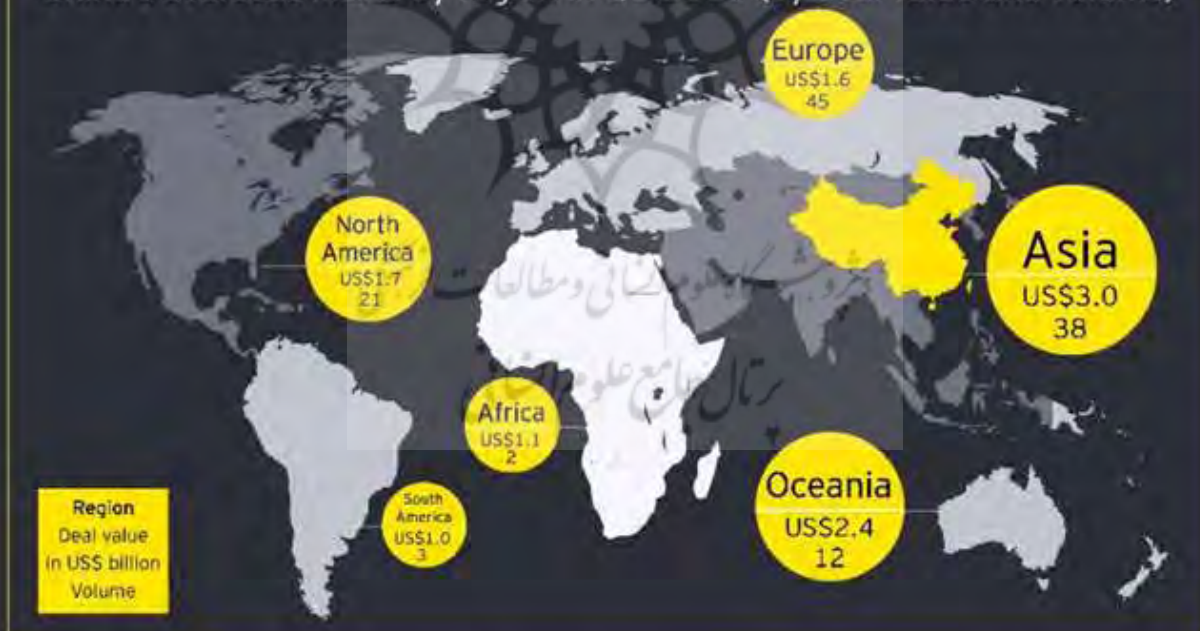 Europe
US$1.6
45
North
America
US$1.7
21
Asia
US$3.0
38
Africa
US$1.1
2
South
America
US$1.0
3
Oceania
US$2.4
12
Region
Deal value
in US$ billion
Volume